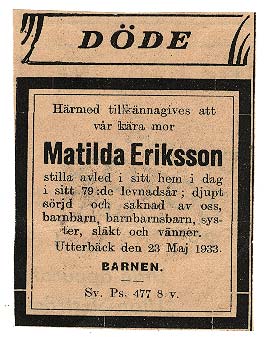 DÖDE
Härmed tillkännagives att
vår kära mor
Matilda Eriksson
stilla avled i sitt hem i dag
i sitt 79:de levnadsår; djupt
sörjd och saknad av oss,
barnbarn, barnbarnsbarn, sys-
ter, släkt och vänner.
Utterbäck den 23 Maj 1933.
BARNEN.
Sv. Ps. 477 8 v.